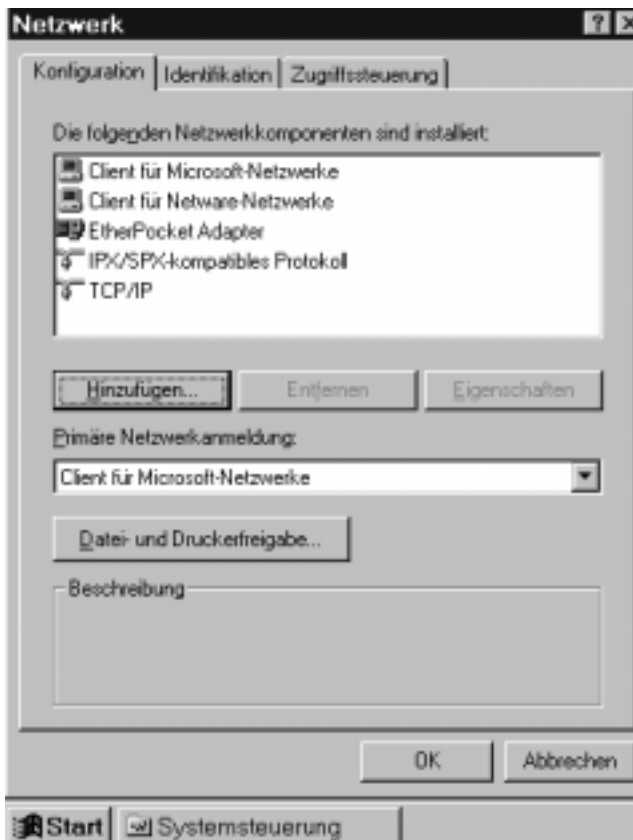 Netzwerk
Konfiguration Identifikation Zugriffssteuerung
Die folgenden Netzwerkkomponenten sind installiert:
Client für Microsoft-Netzwerke
Client für Netware-Netzwerke
EtherPocket Adapter
IPX/SPX-kompatibles Protokoll
TCP/IP
Hinzufügen... Entfernen Eigenschaften
Primäre Netzwerkanmeldung:
Client für Microsoft-Netzwerke
Datei- und Druckerfreigabe...
Beschreibung
OK Abbrechen
Start Systemsteuerung